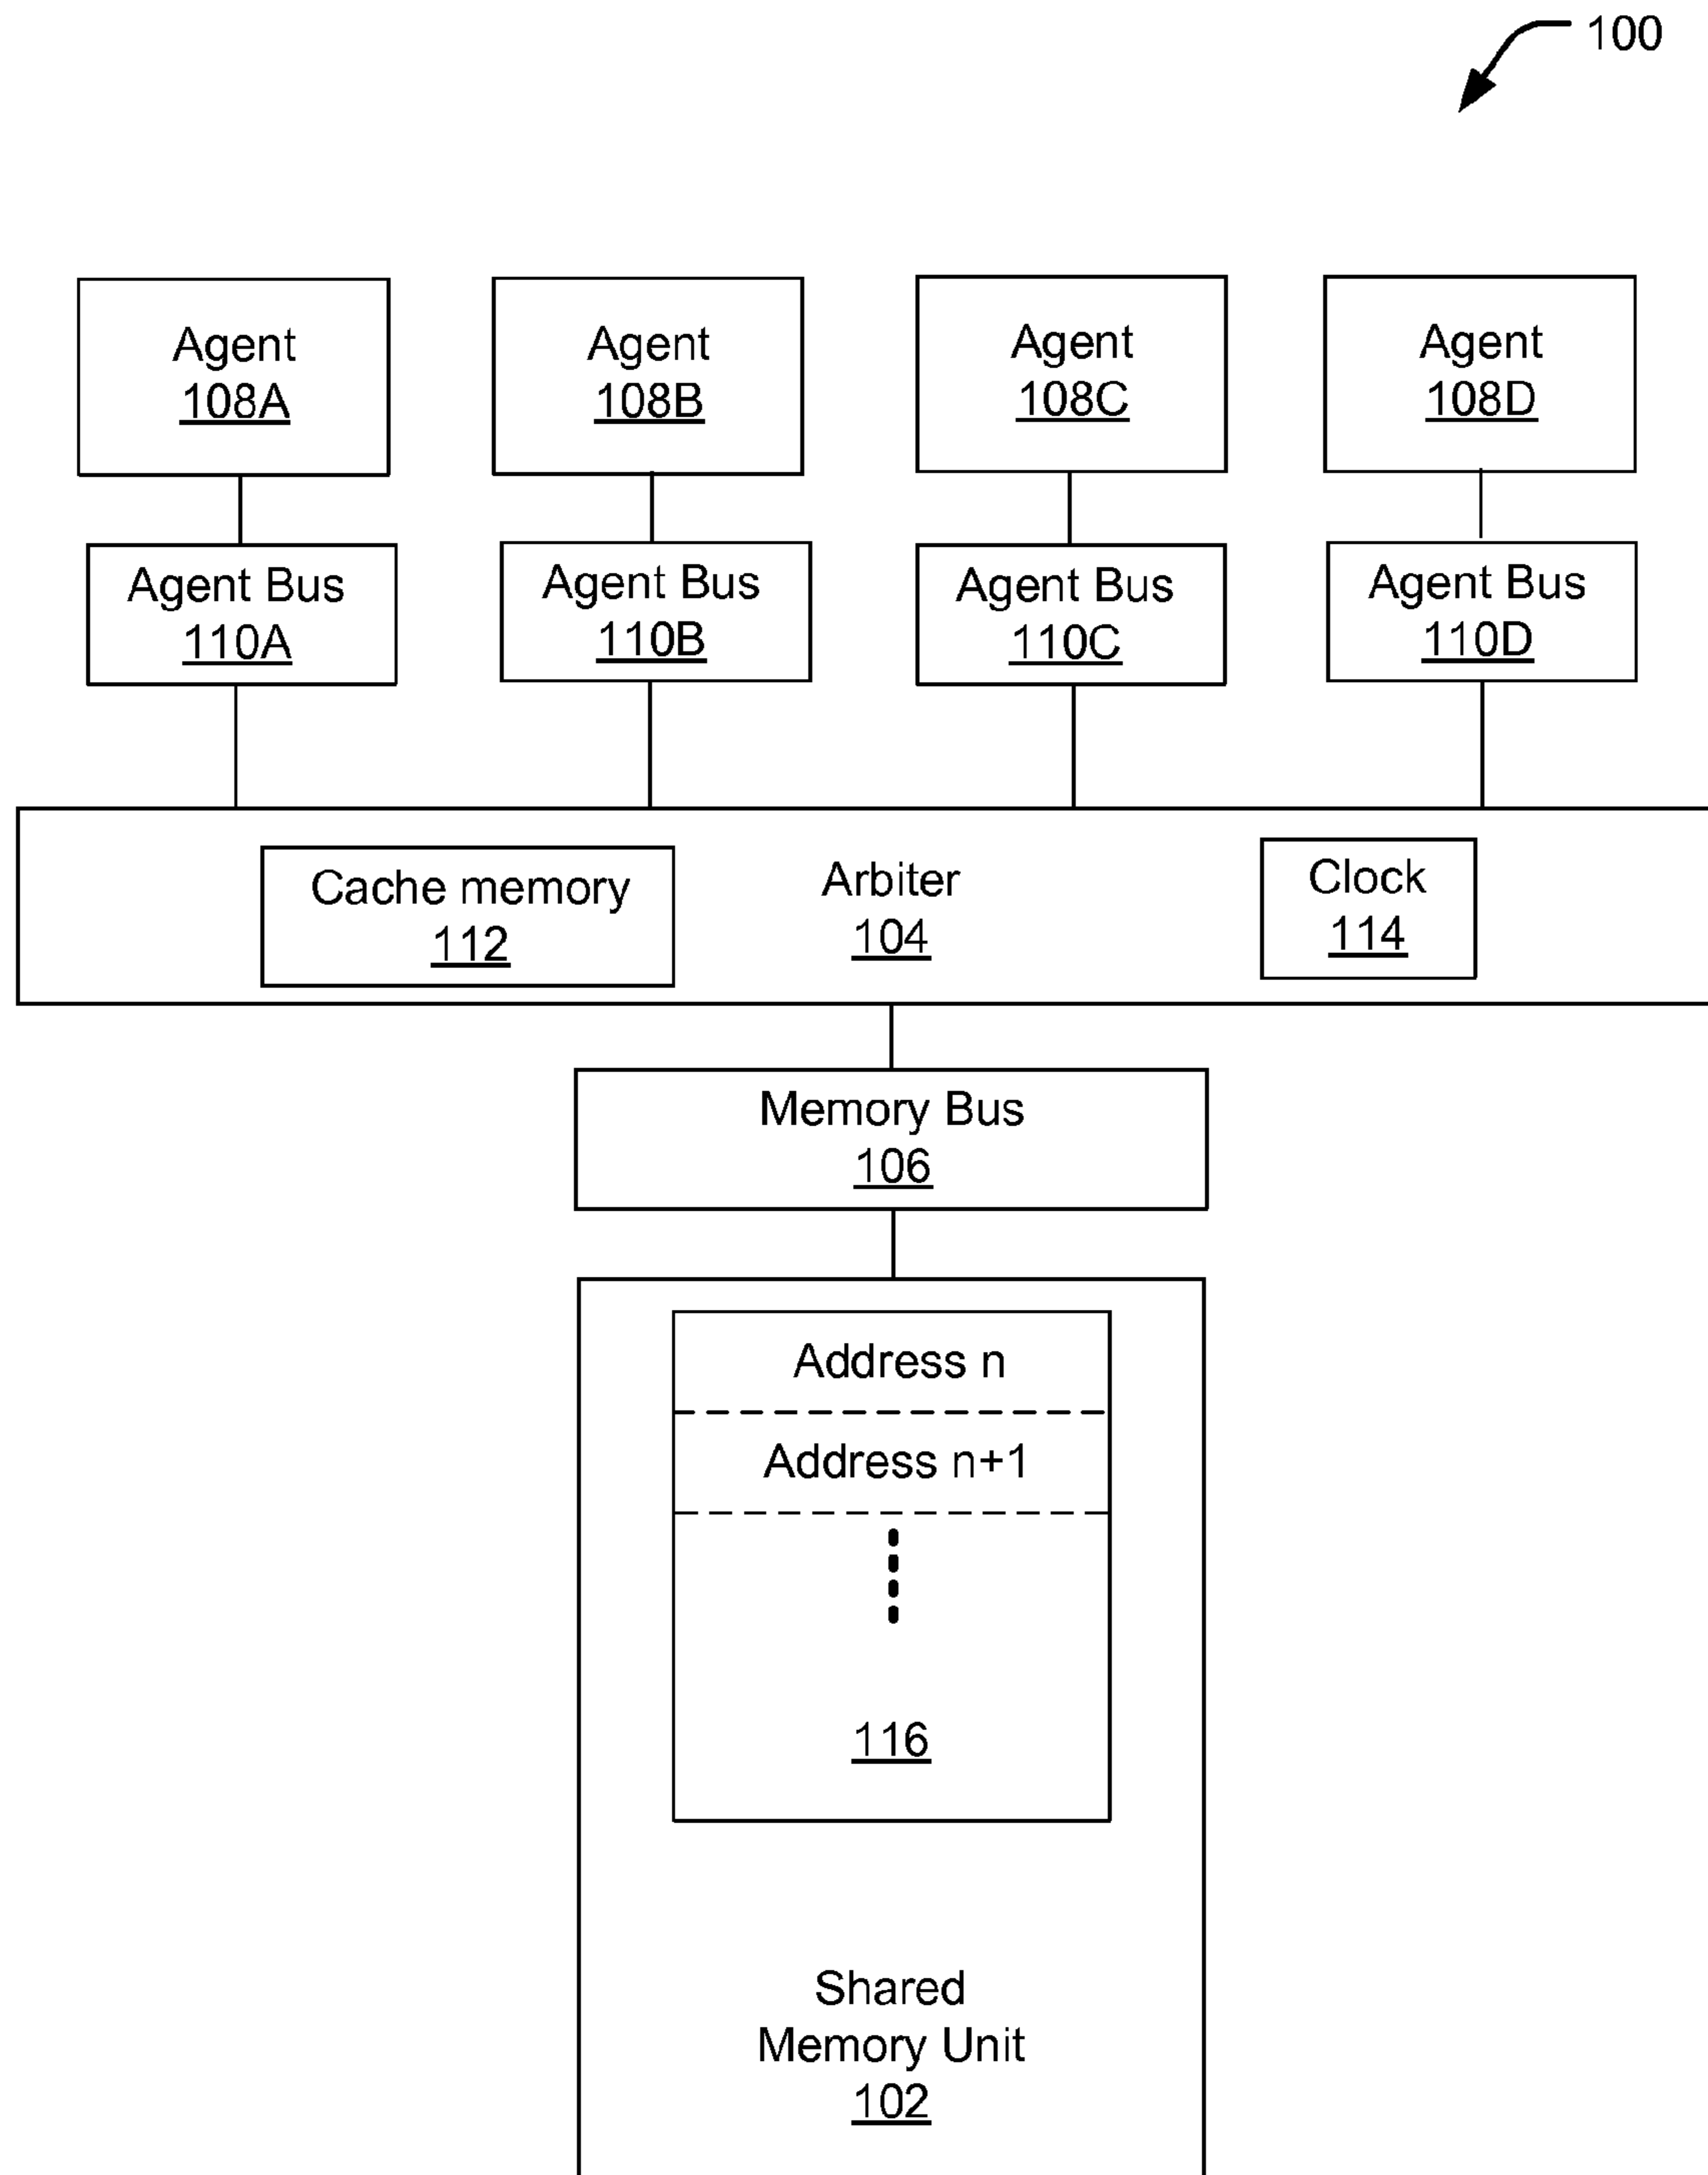 100
Agent
108A
Agent
108B
Agent
108C
Agent
108D
Agent Bus
110A
Agent Bus
110B
Agent Bus
110C
Agent Bus
110D
Cache memory
112
Arbiter
104
Clock
114
Memory Bus
106
Address n
Address n+1
116
Shared
Memory Unit
102